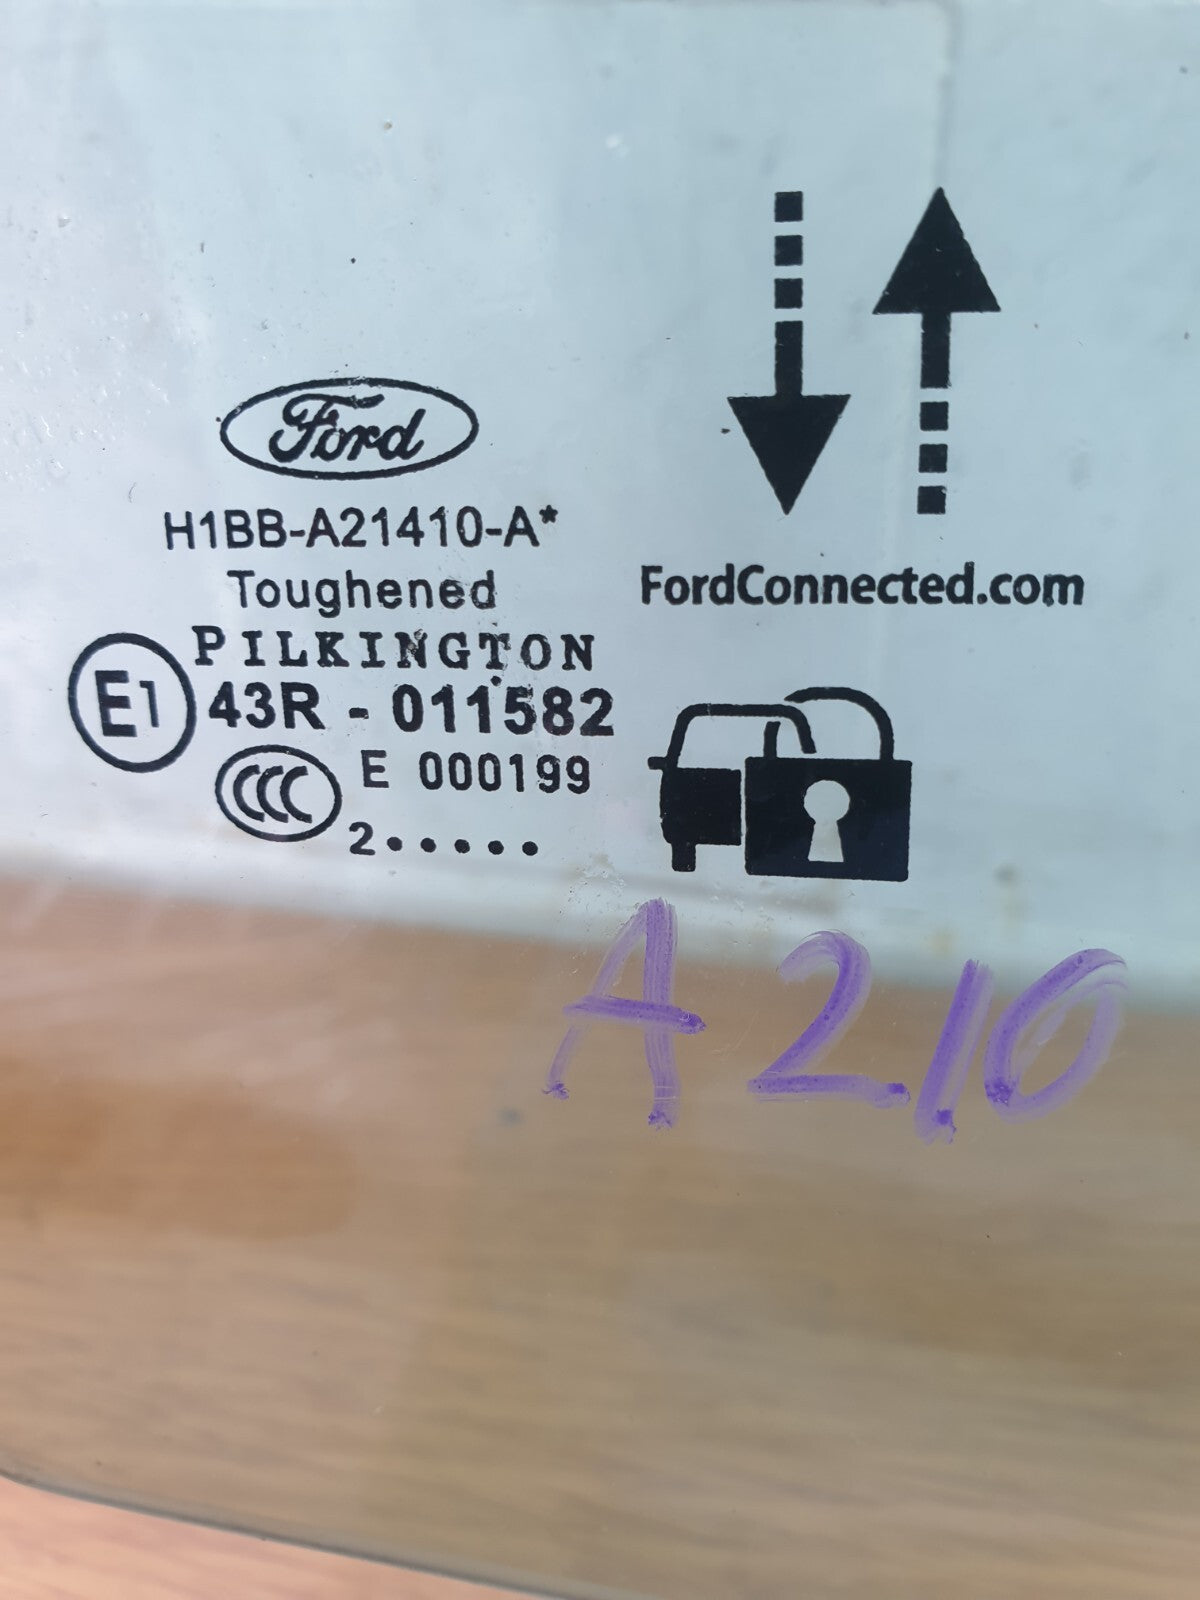 Ford
H1BB-A21410-A*
Toughened
PILKINGTON
E1 43R - 011582
CCC E 000199
2.....
FordConnected.com
A210